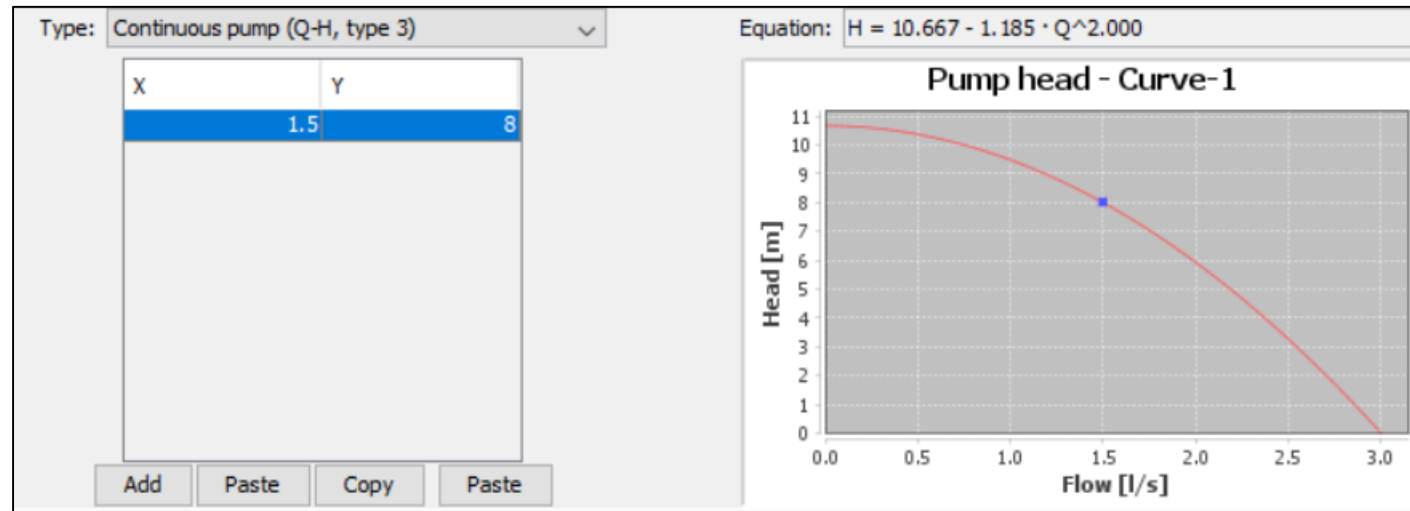 Type: Continuous pump (Q-H, type 3)
Equation: H = 10.667 - 1.185 · Q^2.000
X Y
1.5 8
Add Paste Copy Paste
Pump head - Curve-1
Head [m]
11
10
9
8
7
6
5
4
3
2
1
0
0.0 0.5 1.0 1.5 2.0 2.5 3.0
Flow [l/s]